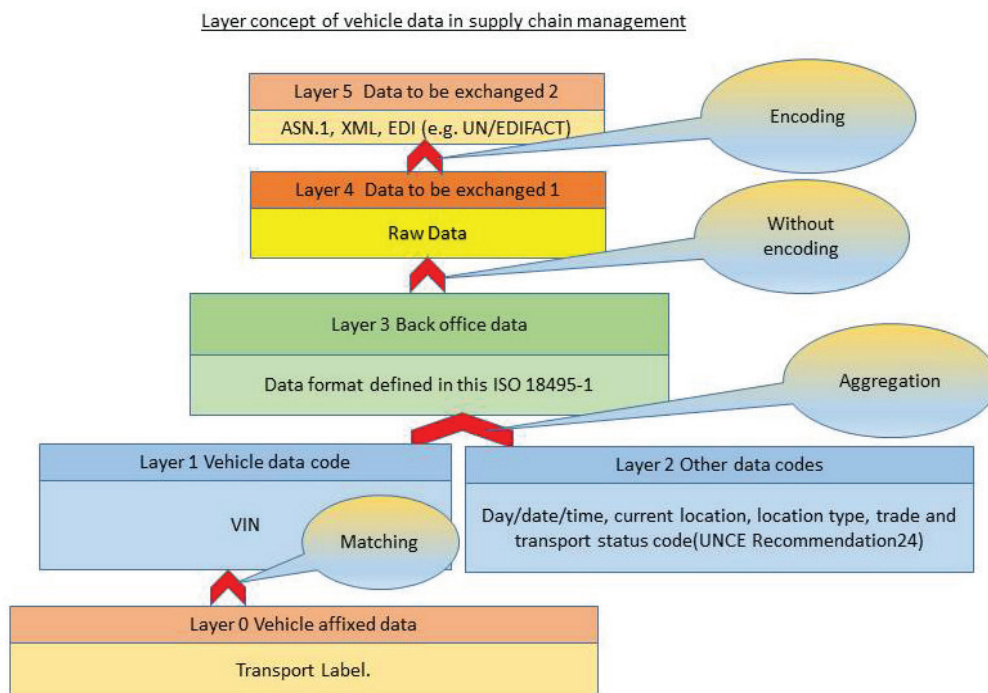 Layer concept of vehicle data in supply chain management
Layer 5 Data to be exchanged 2
ASN.1, XML, EDI (e.g. UN/EDIFACT)
Encoding
Layer 4 Data to be exchanged 1
Raw Data
Without
encoding
Layer 3 Back office data
Data format defined in this ISO 18495-1
Aggregation
Layer 1 Vehicle data code
VIN
Layer 2 Other data codes
Day/date/time, current location, location type, trade and
transport status code(UNCE Recommendation24)
Matching
Layer 0 Vehicle affixed data
Transport Label.